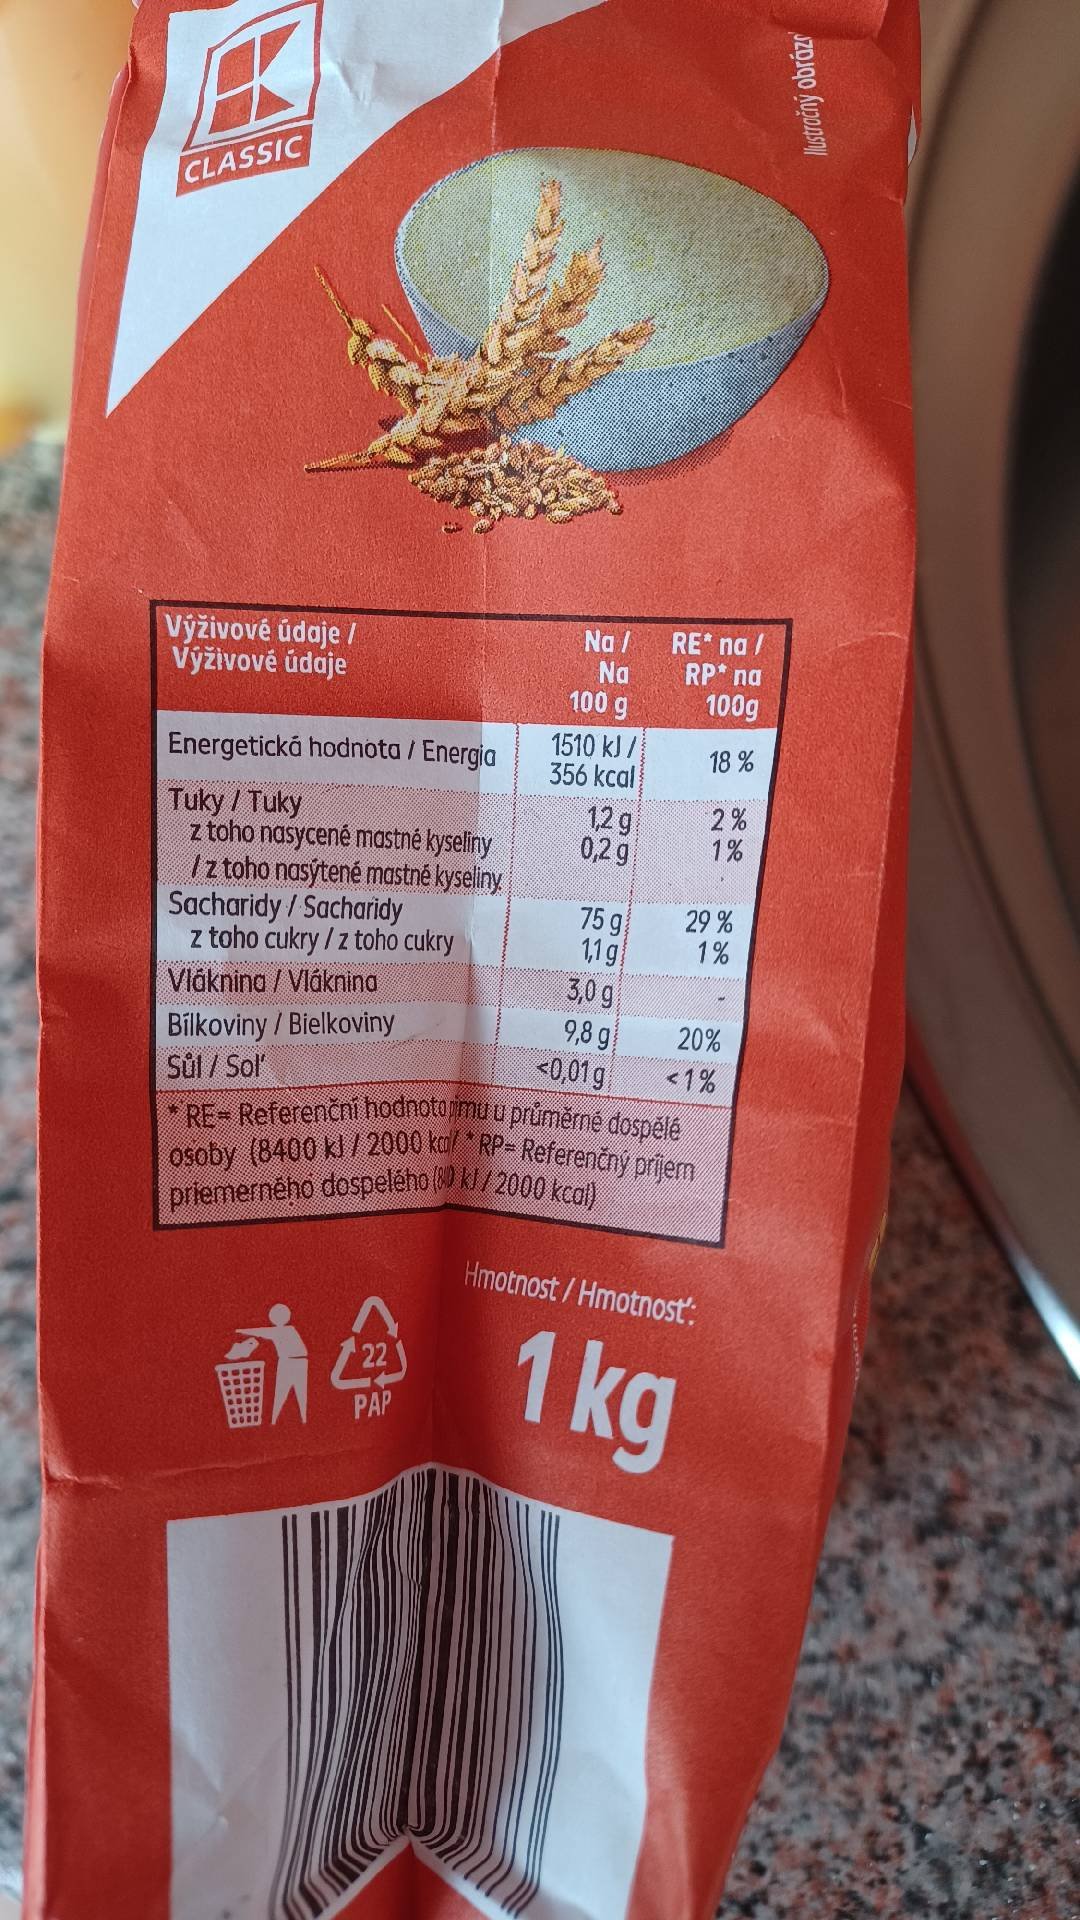 CLASSIC
Ilustračný obrázo
Výživové údaje /
Výživové údaje
Na /
Na
100 g
RE* na /
RP* na
100g
Energetická hodnota / Energia
1510 kJ /
356 kcal
18 %
Tuky / Tuky 1,2 g 2 %
z toho nasycené mastné kyseliny 0,2 g 1 %
/ z toho nasýtené mastné kyseliny
Sacharidy / Sacharidy 75 g 29 %
z toho cukry / z toho cukry 1,1 g 1 %
Vláknina / Vláknina 3,0 g -
Bílkoviny / Bielkoviny 9,8 g 20%
Sůl / Soľ <0,01 g <1%
* RE= Referenční hodnota u průměrné dospělé
osoby (8400 kJ / 2000 * RP= Referenčný príjem
priemerného dospelého kJ / 2000 kcal)
Hmotnost / Hmotnosť:
1 kg
22
PAP